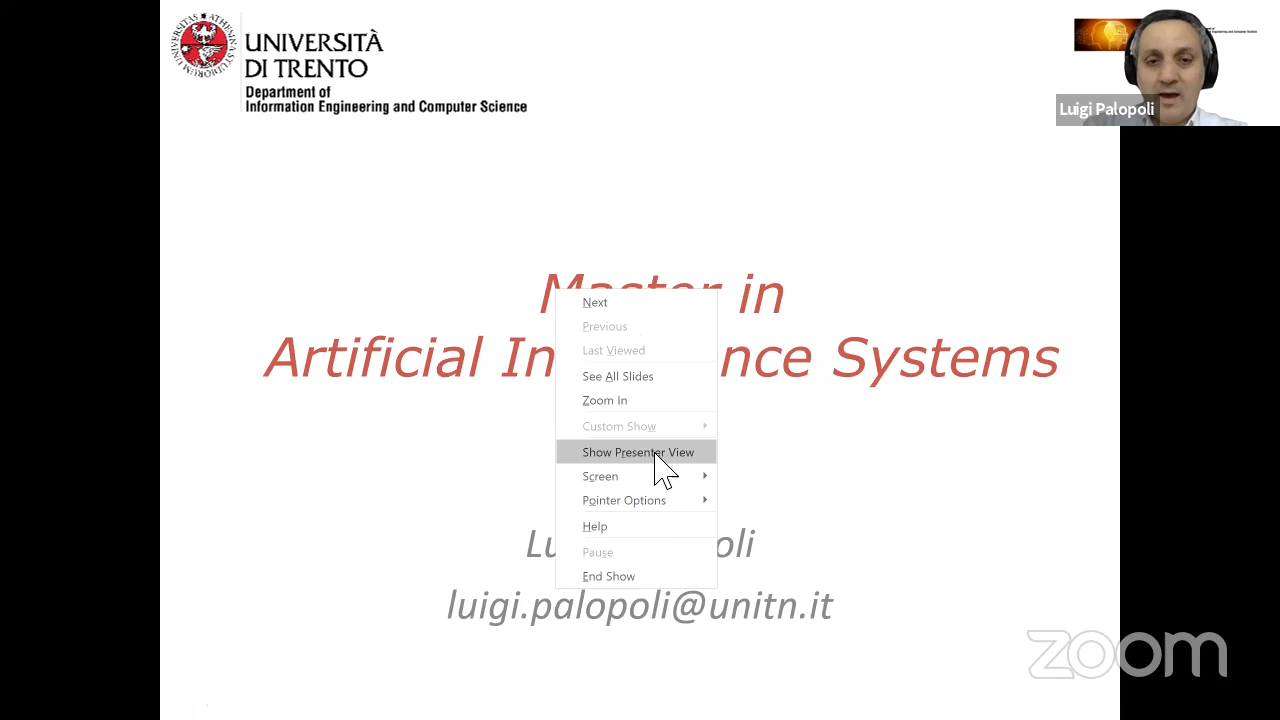 UNIVERSITÀ
DI TRENTO
Department of
Information Engineering and Computer Science
Luigi Palopoli
Master in
Artificial In nce Systems
Next
Previous
Last Viewed
See All Slides
Zoom In
Custom Show
Show Presenter View
Screen
Pointer Options
Help
Pause
End Show
Lu oli
luigi.palopoli@unitn.it
zoom